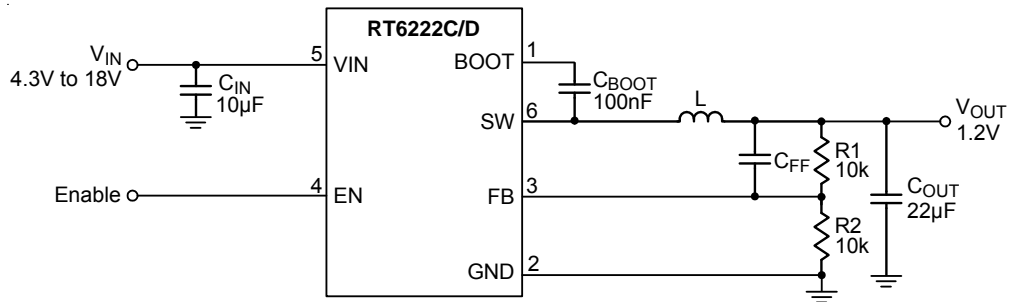 RT6222C/D
VIN
4.3V to 18V
CIN
10µF
5
VIN
BOOT
1
CBOOT
100nF
SW
6
L
VOUT
1.2V
CFF
R1
10k
COUT
22µF
Enable
4
EN
FB
3
R2
10k
GND
2